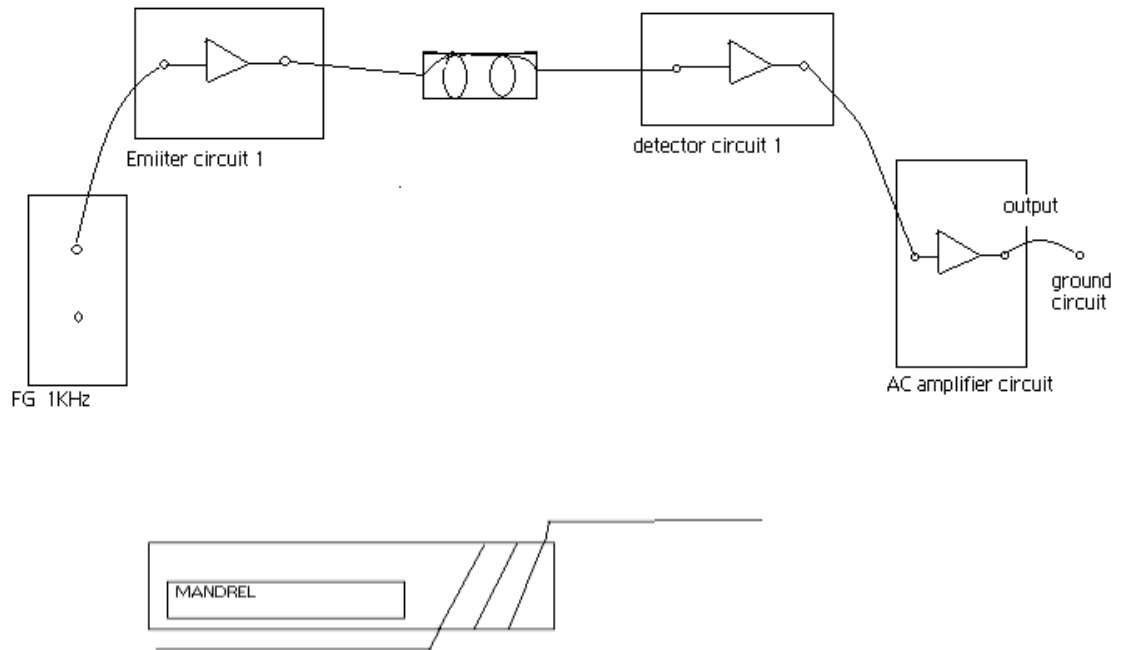 Emiiter circuit 1
detector circuit 1
output
ground
circuit
FG 1KHz
AC amplifier circuit
MANDREL